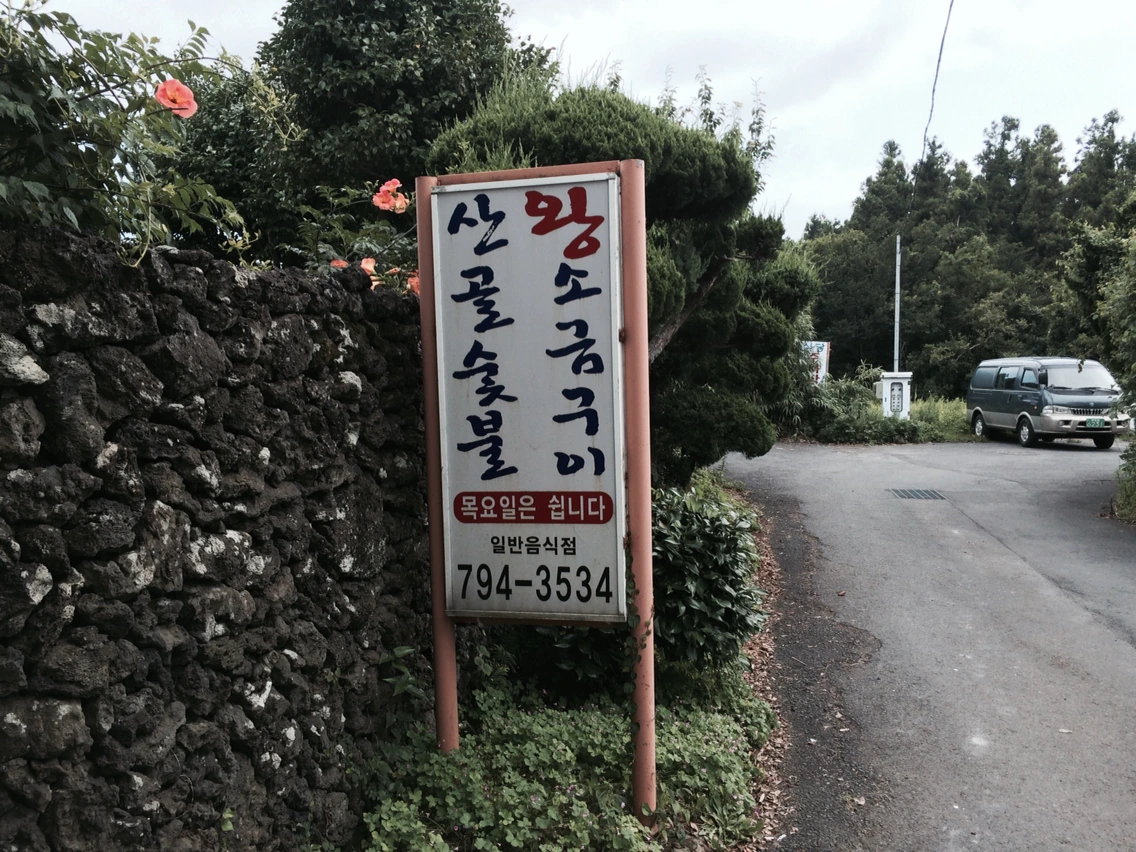 왕소금구이
산골숯불
목요일은 쉽니다
일반음식점
794-3534